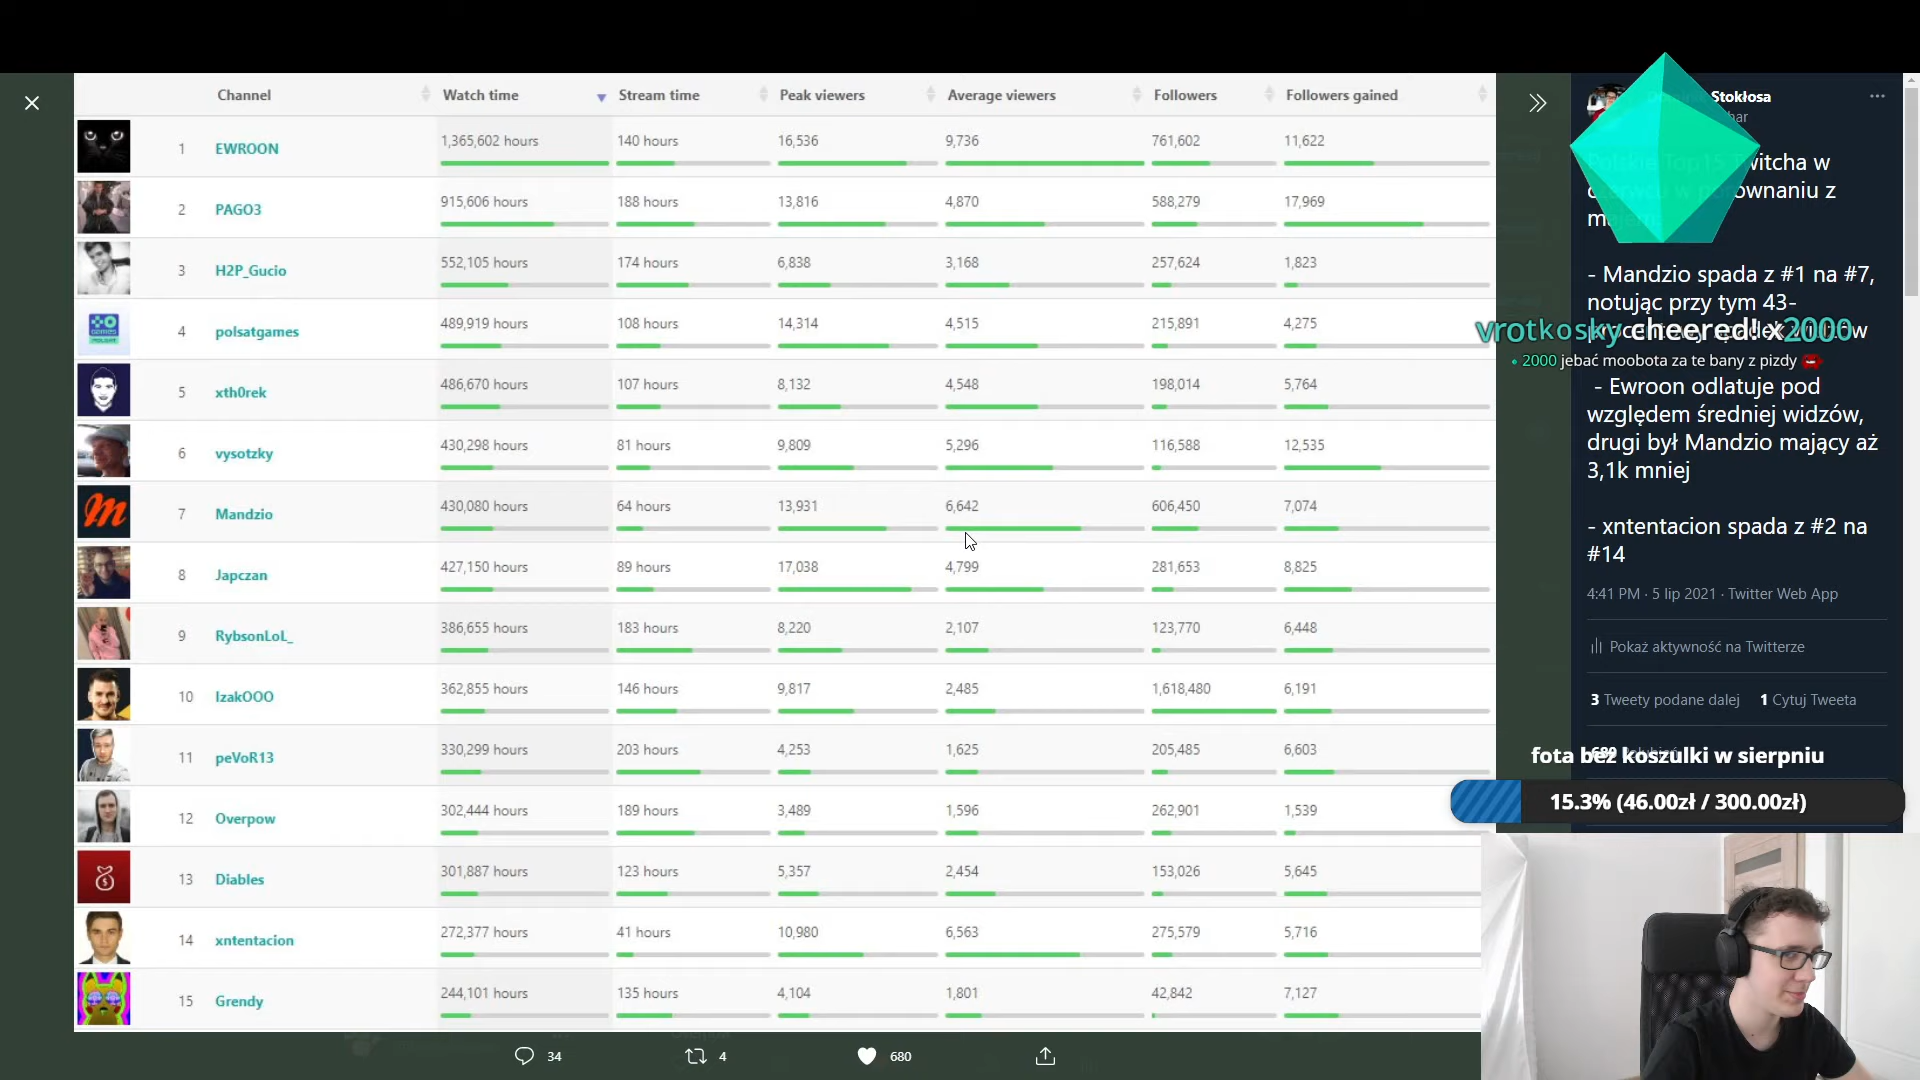 Channel Watch time Stream time Peak viewers Average viewers Followers Followers gained
1 EWROON 1,365,602 hours 140 hours 16,536 9,736 761,602 11,622
2 PAGO3 915,606 hours 188 hours 13,816 4,870 588,279 17,969
3 H2P_Gucio 552,105 hours 174 hours 6,838 3,168 257,624 1,823
4 polsatgames 489,919 hours 108 hours 14,314 4,515 215,891 4,275
5 xth0rek 486,670 hours 107 hours 8,132 4,548 198,014 5,764
6 vysotzky 430,298 hours 81 hours 9,809 5,296 116,588 12,535
7 Mandzio 430,080 hours 64 hours 13,931 6,642 606,450 7,074
8 Japczan 427,150 hours 89 hours 17,038 4,799 281,653 8,825
9 RybsonLoL_ 386,655 hours 183 hours 8,220 2,107 123,770 6,448
10 IzakOOO 362,855 hours 146 hours 9,817 2,485 1,618,480 6,191
11 peVoR13 330,299 hours 203 hours 4,253 1,625 205,485 6,603
12 Overpow 302,444 hours 189 hours 3,489 1,596 262,901 1,539
13 Diables 301,887 hours 123 hours 5,357 2,454 153,026 5,645
14 xntentacion 272,377 hours 41 hours 10,980 6,563 275,579 5,716
15 Grendy 244,101 hours 135 hours 4,104 1,801 42,842 7,127
34 4 680
Stokłosa
Polskie Top15 Twitcha w
czerwcu w porównaniu z
majem:
- Mandzio spada z #1 na #7,
notując przy tym 43-
vrotkosky cheered! x2000
2000 jebać moobota za te bany z pizdy
- Ewroon odlatuje pod
względem średniej widzów,
drugi był Mandzio mający aż
3,1k mniej
- xntentacion spada z #2 na
#14
4:41 PM · 5 lip 2021 · Twitter Web App
Pokaż aktywność na Twitterze
3 Tweety podane dalej 1 Cytuj Tweeta
fota bez koszulki w sierpniu
15.3% (46.00zł / 300.00zł)